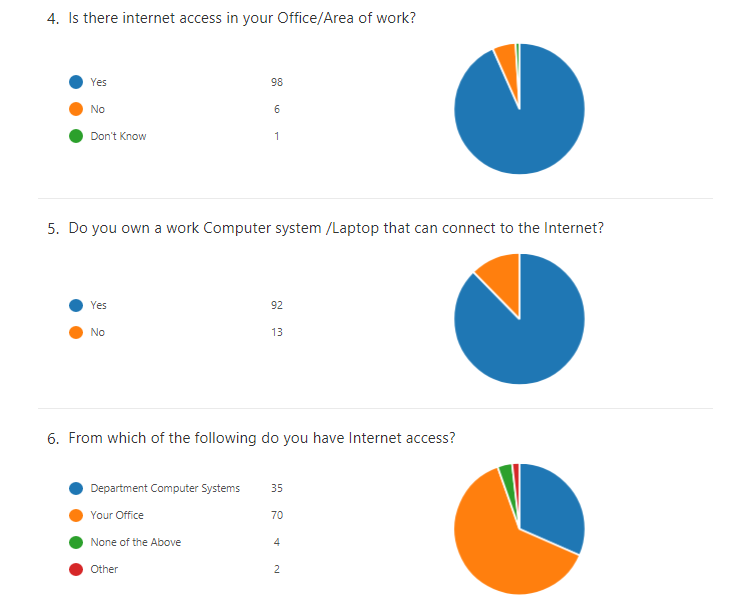 4. Is there internet access in your Office/Area of work?
Yes 98
No 6
Don't Know 1
5. Do you own a work Computer system /Laptop that can connect to the Internet?
Yes 92
No 13
6. From which of the following do you have Internet access?
Department Computer Systems 35
Your Office 70
None of the Above 4
Other 2